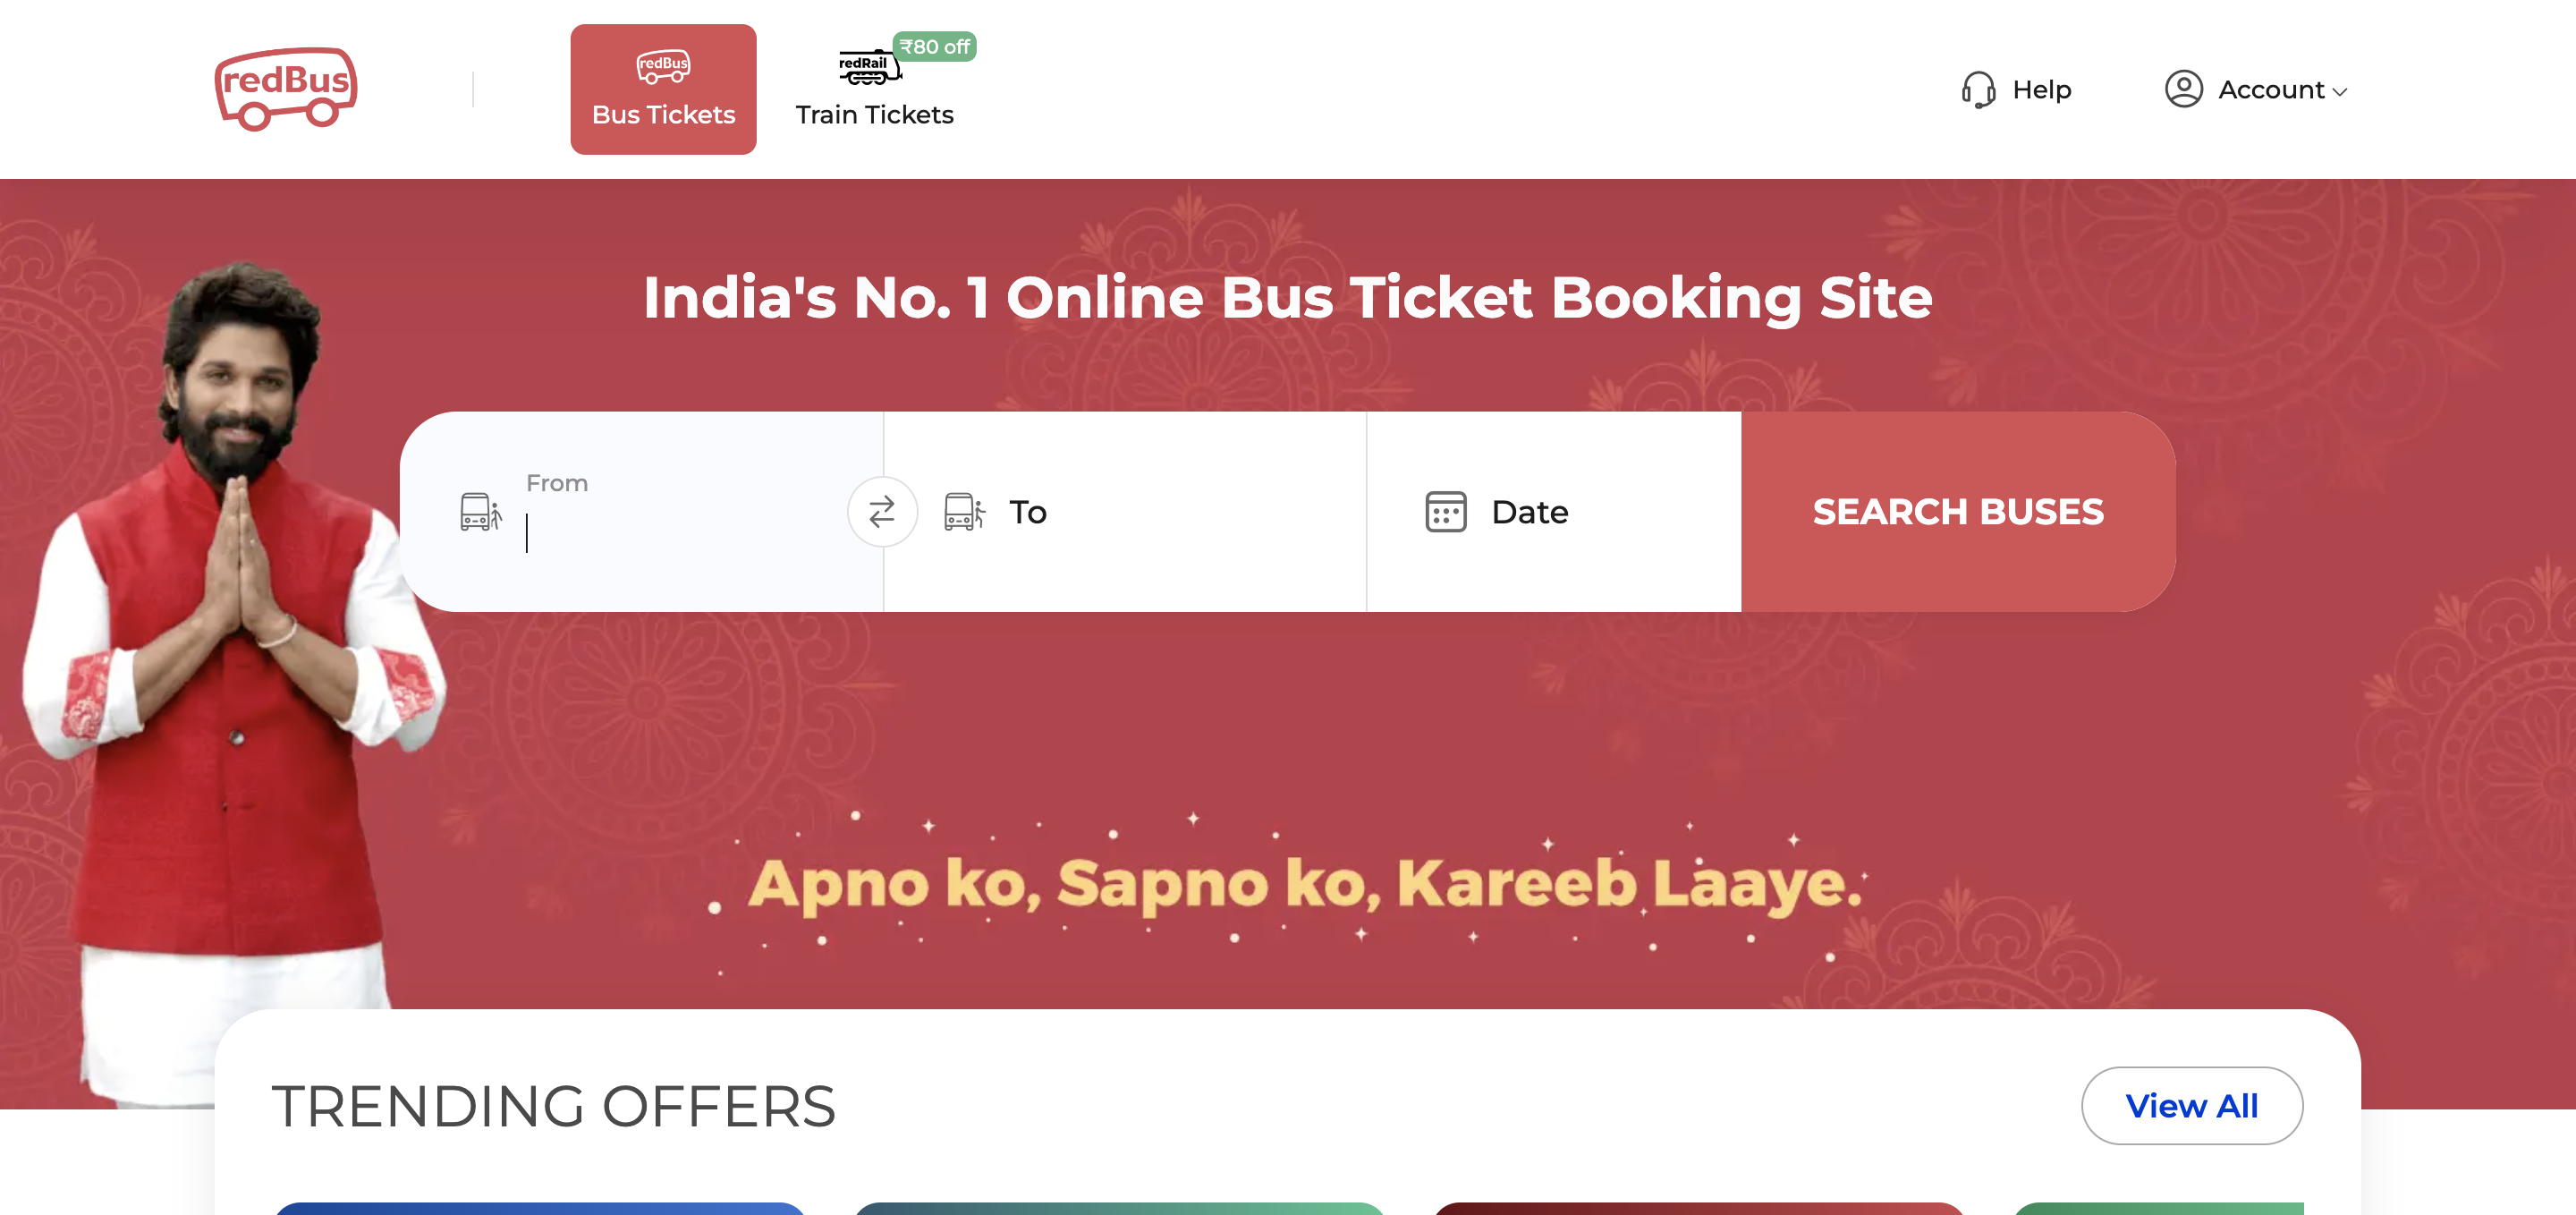 redBus
redBus
Bus Tickets
redRail
₹80 off
Train Tickets
Help
Account
India's No. 1 Online Bus Ticket Booking Site
From
To
Date
SEARCH BUSES
Apno ko, Sapno ko, Kareeb Laaye.
TRENDING OFFERS
View All